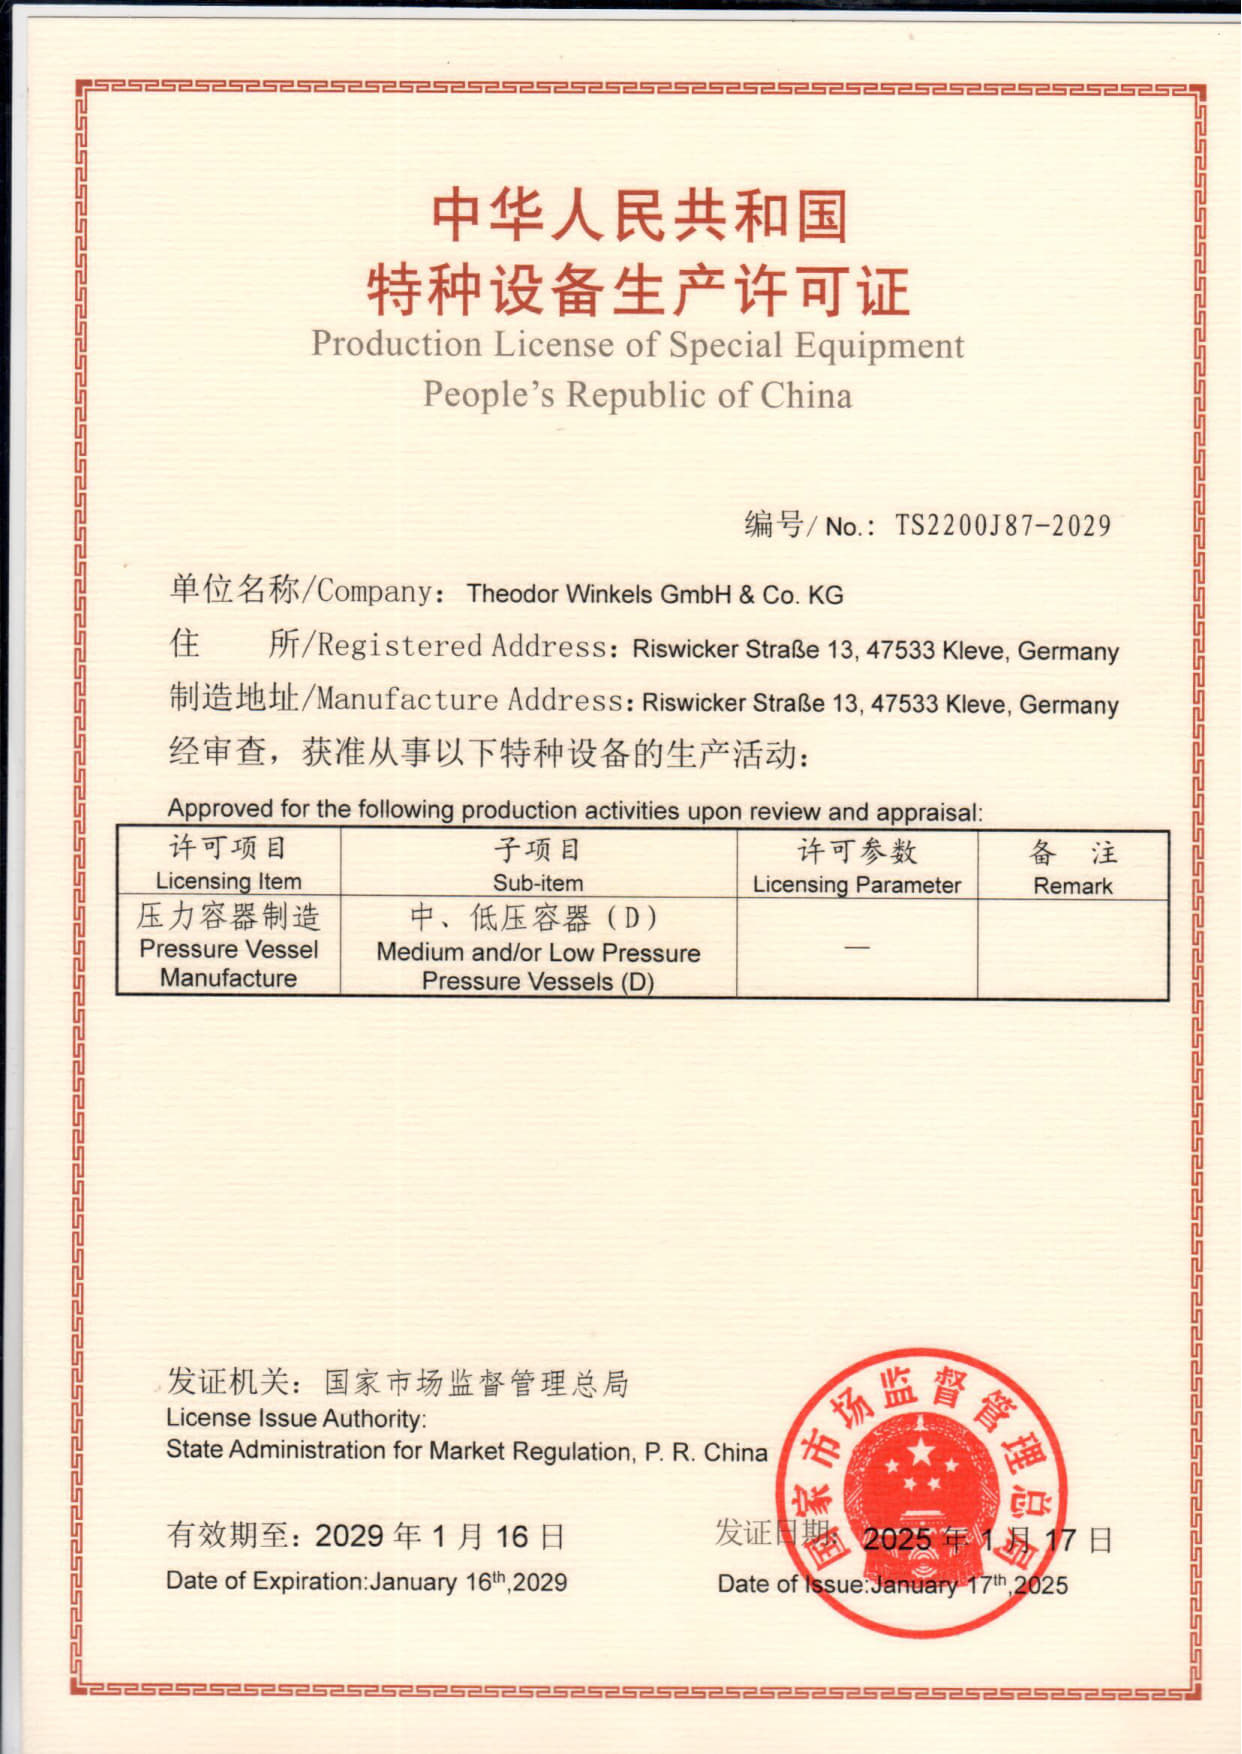 中华人民共和国
特种设备生产许可证
Production License of Special Equipment
People's Republic of China
编号/ No.: TS2200J87-2029
单位名称/Company: Theodor Winkels GmbH & Co. KG
住 所/Registered Address: Riswicker Straße 13, 47533 Kleve, Germany
制造地址/Manufacture Address: Riswicker Straße 13, 47533 Kleve, Germany
经审查，获准从事以下特种设备的生产活动：
Approved for the following production activities upon review and appraisal:
许可项目 子项目 许可参数 备 注
Licensing Item Sub-item Licensing Parameter Remark
压力容器制造 中、低压容器（D）
Pressure Vessel Medium and/or Low Pressure —
Manufacture Pressure Vessels (D)
发证机关：国家市场监督管理总局
License Issue Authority:
State Administration for Market Regulation, P. R. China
国家市场监督管理总局
有效期至：2029 年 1 月 16 日 发证日期：2025 年 1 月 17 日
Date of Expiration:January 16th,2029 Date of Issue:January 17th,2025